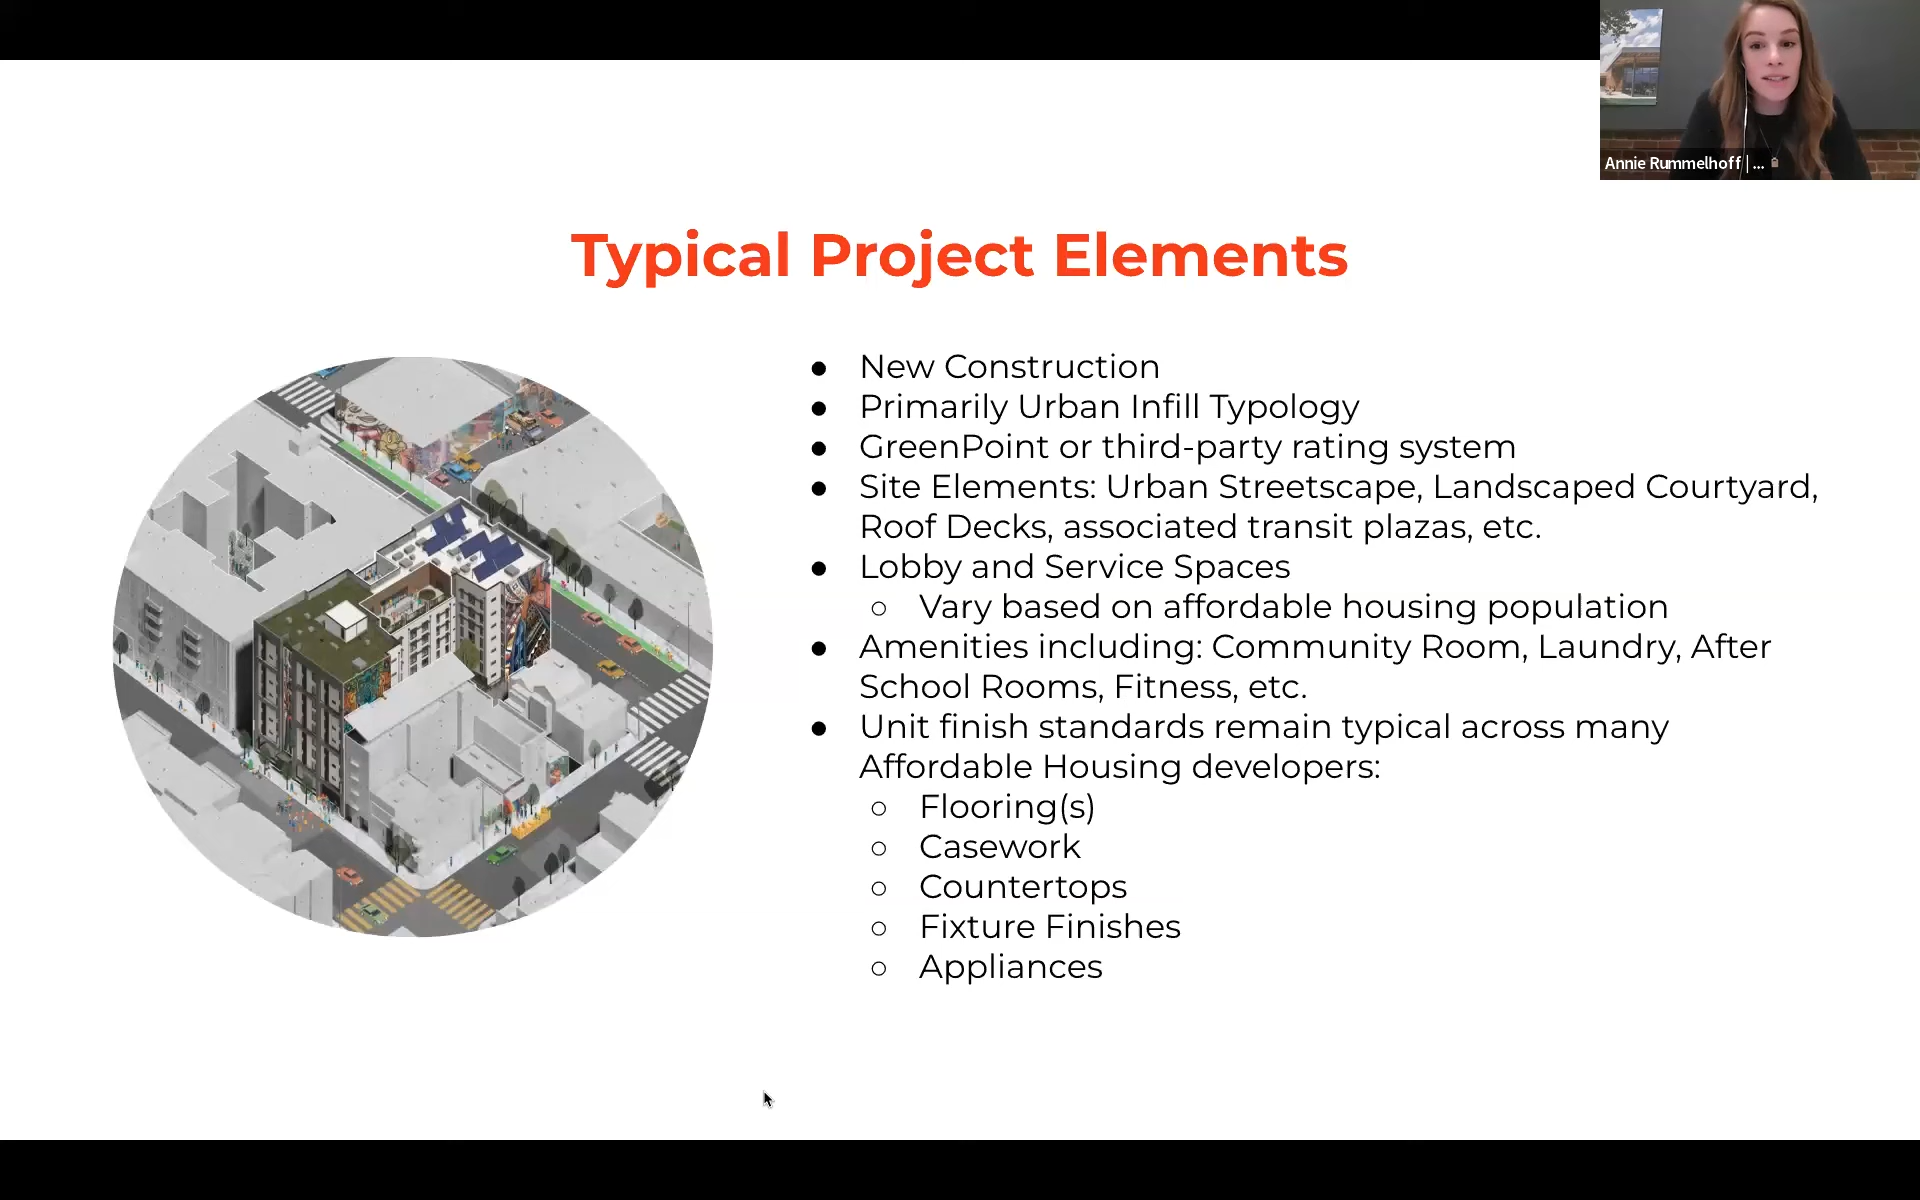 Annie Rummelhoff | ...
Typical Project Elements
● New Construction
● Primarily Urban Infill Typology
● GreenPoint or third-party rating system
● Site Elements: Urban Streetscape, Landscaped Courtyard,
Roof Decks, associated transit plazas, etc.
● Lobby and Service Spaces
○ Vary based on affordable housing population
● Amenities including: Community Room, Laundry, After
School Rooms, Fitness, etc.
● Unit finish standards remain typical across many
Affordable Housing developers:
○ Flooring(s)
○ Casework
○ Countertops
○ Fixture Finishes
○ Appliances